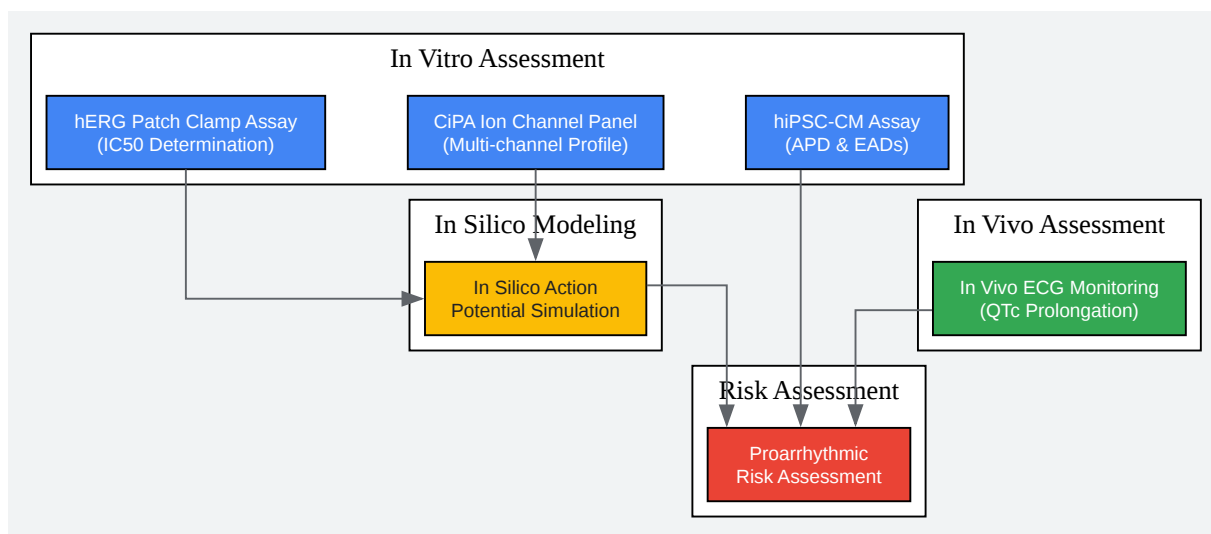 In Vitro Assessment
hERG Patch Clamp Assay
(IC50 Determination)
CiPA Ion Channel Panel
(Multi-channel Profile)
hiPSC-CM Assay
(APD & EADs)
In Silico Modeling
In Silico Action
Potential Simulation
In Vivo Assessment
In Vivo ECG Monitoring
(QTc Prolongation)
Risk Assessment
Proarrhythmic
Risk Assessment